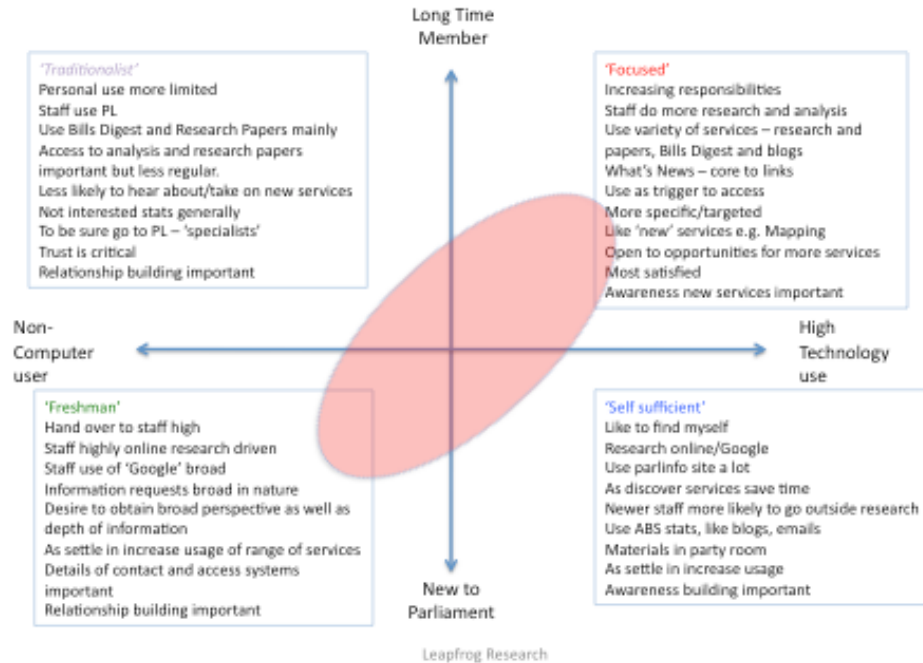 Long Time
Member
'Traditionalist'
Personal use more limited
Staff use PL
Use Bills Digest and Research Papers mainly
Access to analysis and research papers
important but less regular.
Less likely to hear about/take on new services
Not interested stats generally
To be sure go to PL – 'specialists'
Trust is critical
Relationship building important
'Focused'
Increasing responsibilities
Staff do more research and analysis
Use variety of services – research and
papers, Bills Digest and blogs
What's News – core to links
Use as trigger to access
More specific/targeted
Like 'new' services e.g. Mapping
Open to opportunities for more services
Most satisfied
Awareness new services important
Non-
Computer
user
High
Technology
use
'Freshman'
Hand over to staff high
Staff highly online research driven
Staff use of 'Google' broad
Information requests broad in nature
Desire to obtain broad perspective as well as
depth of information
As settle in increase usage of range of services
Details of contact and access systems
important
Relationship building important
'Self sufficient'
Like to find myself
Research online/Google
Use parlinfo site a lot
As discover services save time
Newer staff more likely to go outside research
Use ABS stats, like blogs, emails
Materials in party room
As settle in increase usage
Awareness building important
New to
Parliament
Leapfrog Research